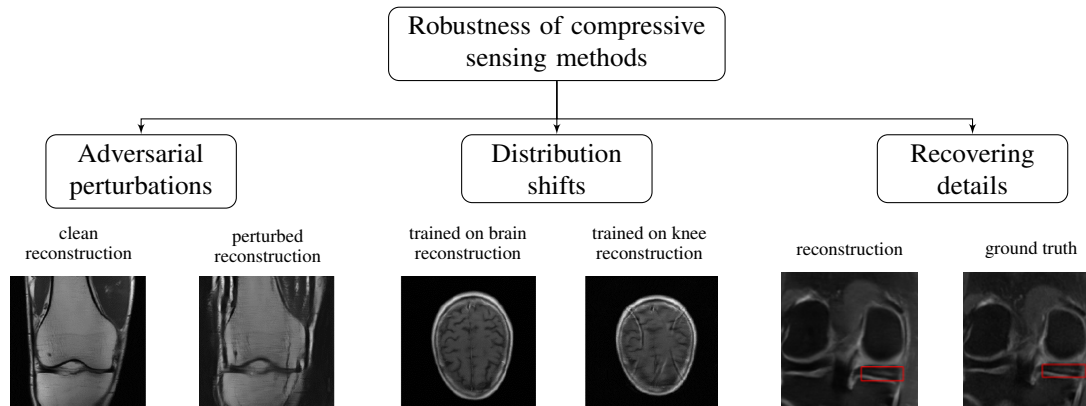 Robustness of compressive
sensing methods
Adversarial
perturbations
Distribution
shifts
Recovering
details
clean
reconstruction
perturbed
reconstruction
trained on brain
reconstruction
trained on knee
reconstruction
reconstruction
ground truth